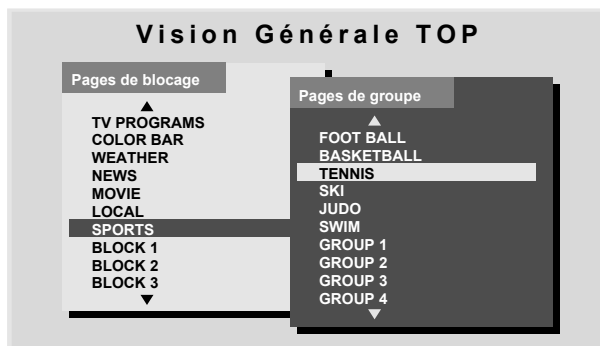 Vision Générale TOP
Pages de blocage
TV PROGRAMS
COLOR BAR
WEATHER
NEWS
MOVIE
LOCAL
SPORTS
BLOCK 1
BLOCK 2
BLOCK 3
Pages de groupe
FOOT BALL
BASKETBALL
TENNIS
SKI
JUDO
SWIM
GROUP 1
GROUP 2
GROUP 3
GROUP 4